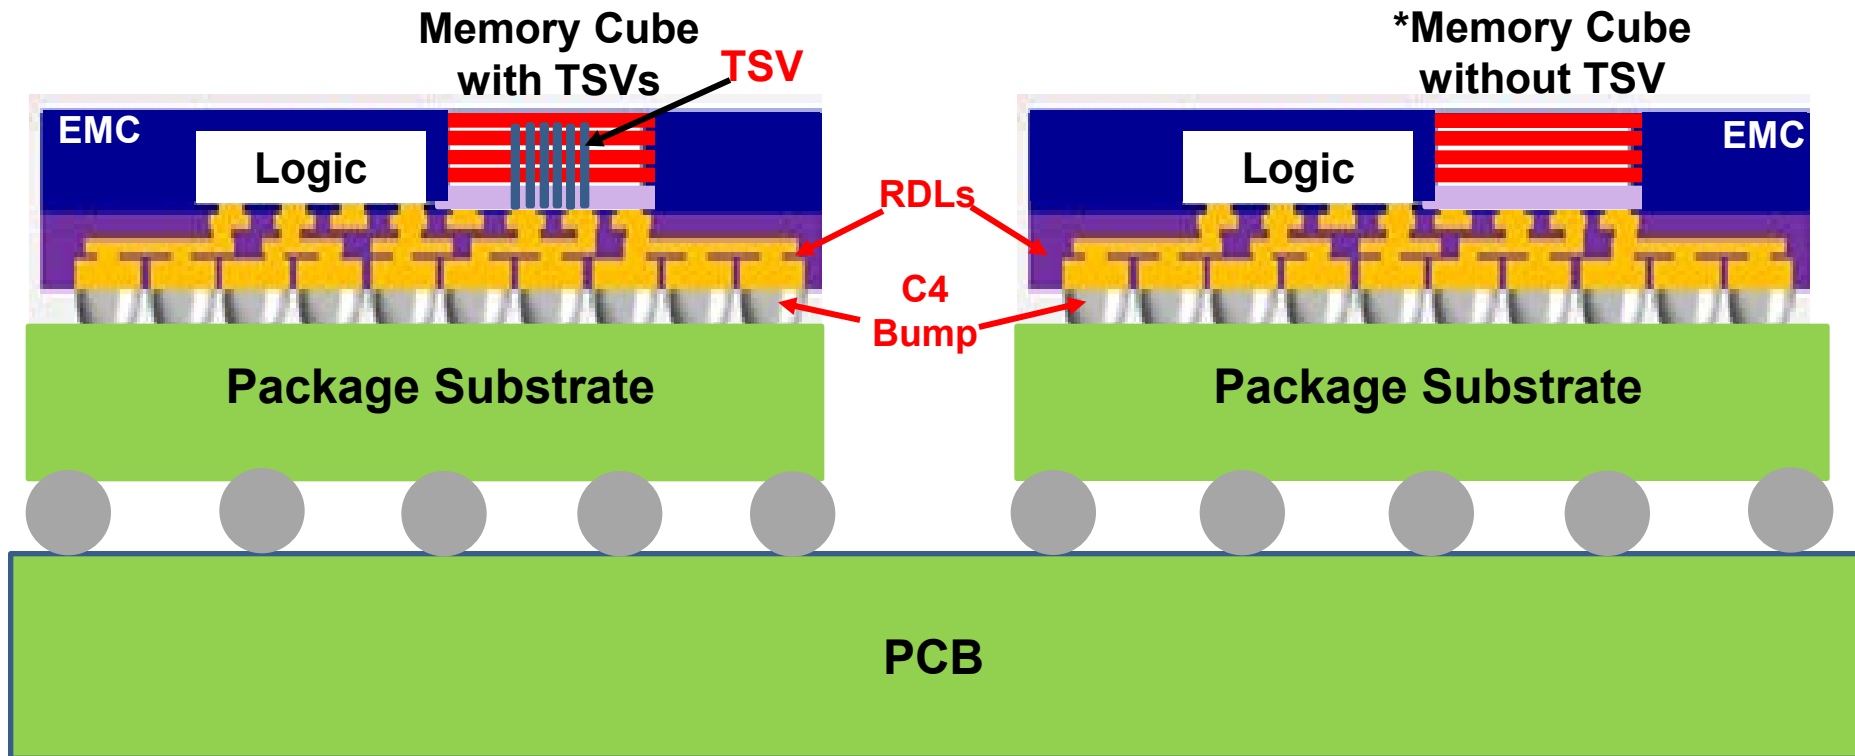 Memory Cube
with TSVs
TSV
*Memory Cube
without TSV
EMC
Logic
Logic
EMC
RDLs
C4
Bump
Package Substrate
Package Substrate
PCB